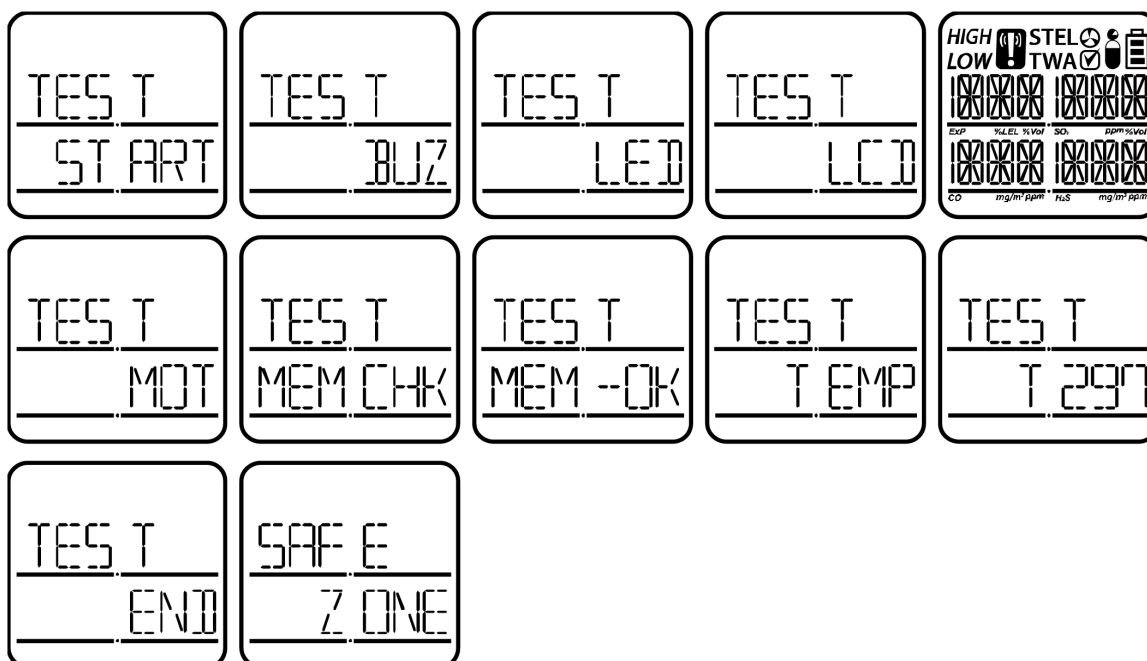 TEST
START
TEST
BUZ
TEST
LED
TEST
LCD
HIGH STEL
LOW TWA
ExP %LEL %Vol SO₂ ppm %Vol
CO mg/m³ ppm H₂S mg/m³ ppm
TEST
MOT
TEST
MEM CHK
TEST
MEM -OK
TEST
TEMP
TEST
T 297
TEST
END
SAFE
ZONE